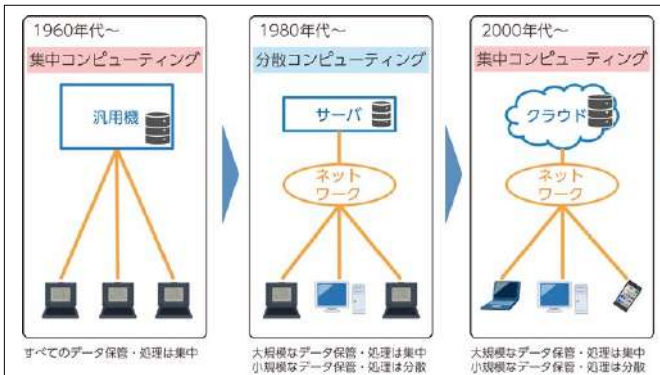 1960年代～
集中コンピューティング
汎用機
すべてのデータ保管・処理は集中
1980年代～
分散コンピューティング
サーバ
ネット
ワーク
大規模なデータ保管・処理は集中
小規模なデータ保管・処理は分散
2000年代～
集中コンピューティング
クラウド
ネット
ワーク
大規模なデータ保管・処理は集中
小規模なデータ保管・処理は分散